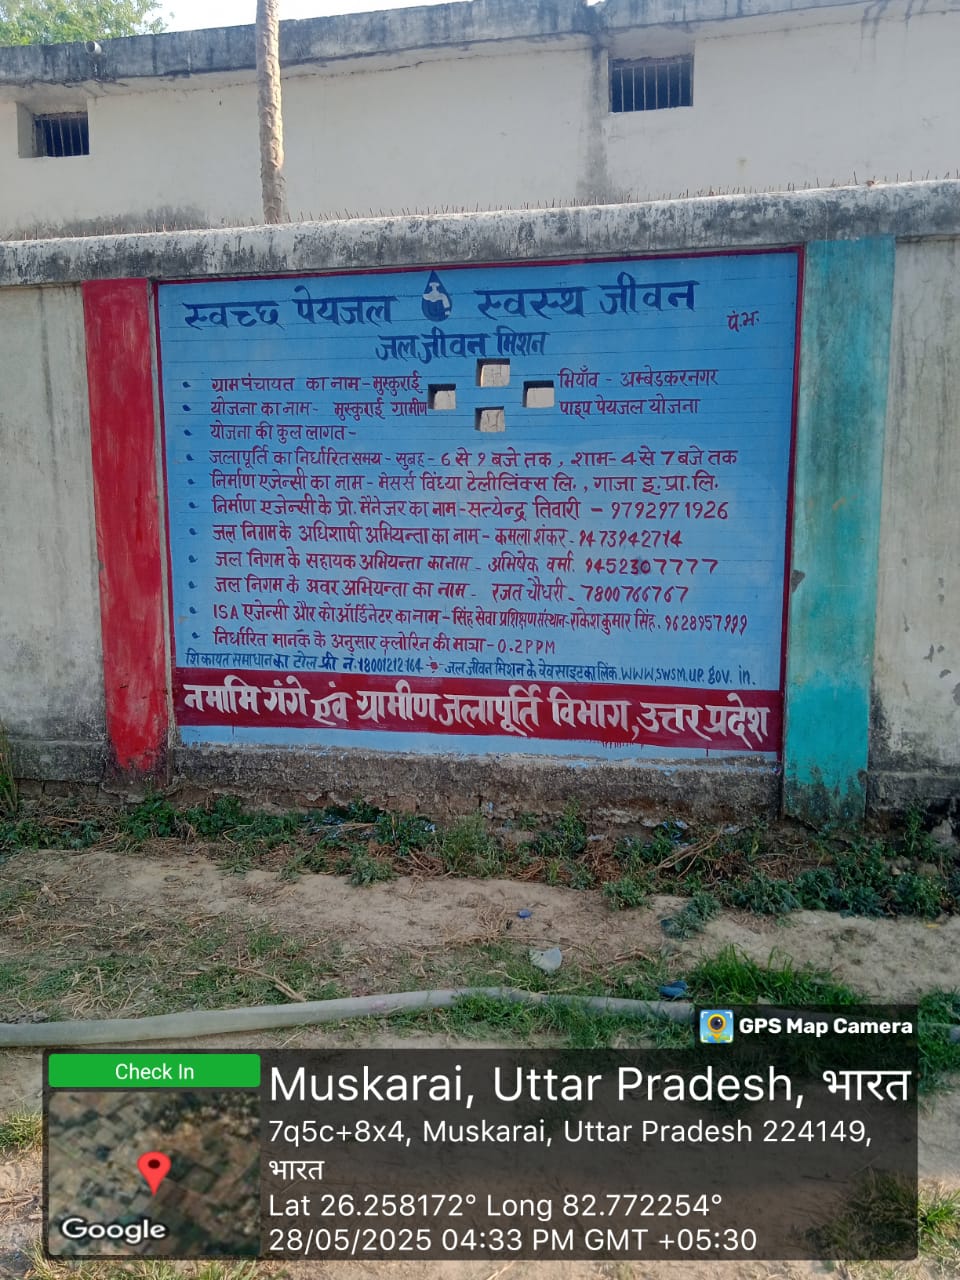 स्वच्छ पेयजल स्वस्थ जीवन
पं.भ.
जल जीवन मिशन
• ग्राम पंचायत का नाम - मुस्कुराई भियाँव - अम्बेडकरनगर
• योजना का नाम - मुस्कुराई ग्रामीण पाइप पेयजल योजना
• योजना की कुल लागत -
• जलापूर्ति का निर्धारित समय - सुबह - 6 से 9 बजे तक, शाम - 4 से 7 बजे तक
• निर्माण एजेन्सी का नाम - मेसर्स विंध्या टेलीलिंक्स लि., गाजा इ.प्रा.लि.
• निर्माण एजेन्सी के प्रो. मैनेजर का नाम - सत्येन्द्र तिवारी - 9792971926
• जल निगम के अधिशाषी अभियन्ता का नाम - कमला शंकर - 9473942714
• जल निगम के सहायक अभियन्ता का नाम - अभिषेक वर्मा. 9452307777
• जल निगम के अवर अभियन्ता का नाम - रजत चौधरी - 7800766767
• ISA एजेन्सी और कोऑर्डिनेटर का नाम - सिंह सेवा प्रशिक्षण संस्थान - राकेश कुमार सिंह. 9628957999
• निर्धारित मानक के अनुसार क्लोरिन की मात्रा - 0.2 PPM
शिकायत समाधान का टोल फ्री न. 18001212164 - जल जीवन मिशन के वेवसाइट का लिंक. www.swsm.up.gov.in.
नमामि गंगे एवं ग्रामीण जलापूर्ति विभाग, उत्तर प्रदेश
GPS Map Camera
Check In
Muskarai, Uttar Pradesh, भारत
7q5c+8x4, Muskarai, Uttar Pradesh 224149,
भारत
Lat 26.258172° Long 82.772254°
28/05/2025 04:33 PM GMT +05:30
Google